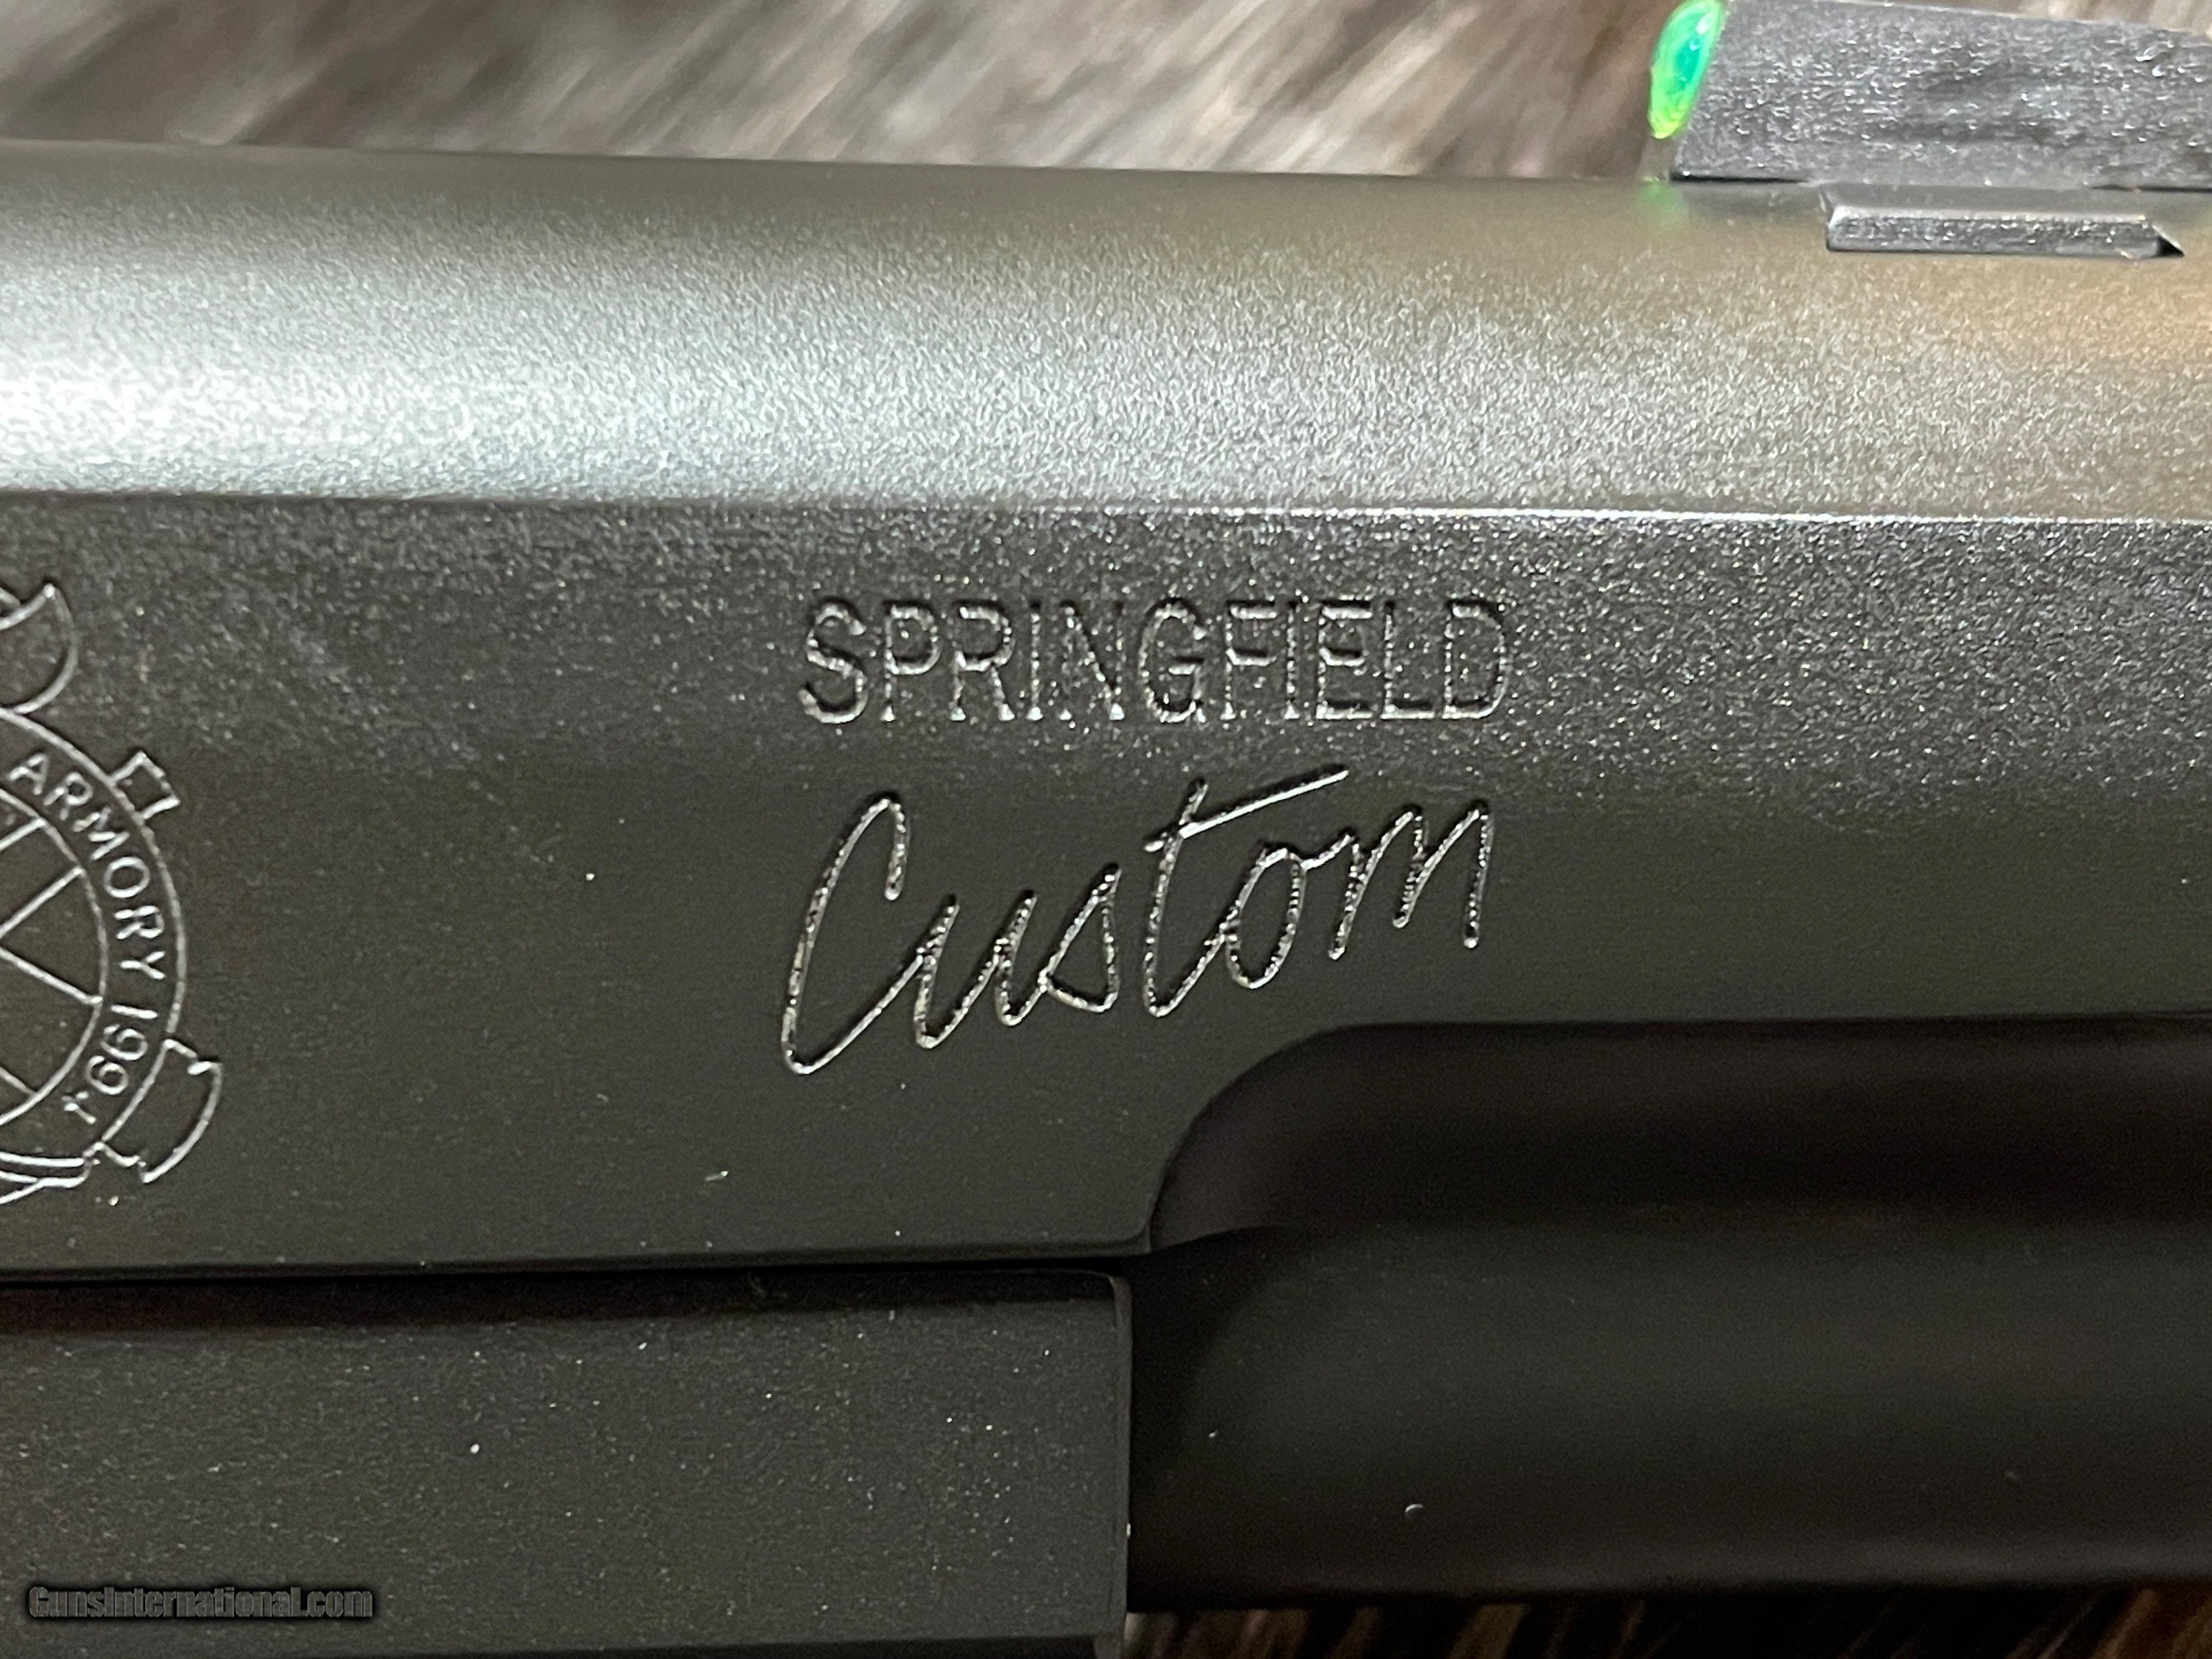 SPRINGFIELD
Custom
ARMORY 1994
GunsInternational.com